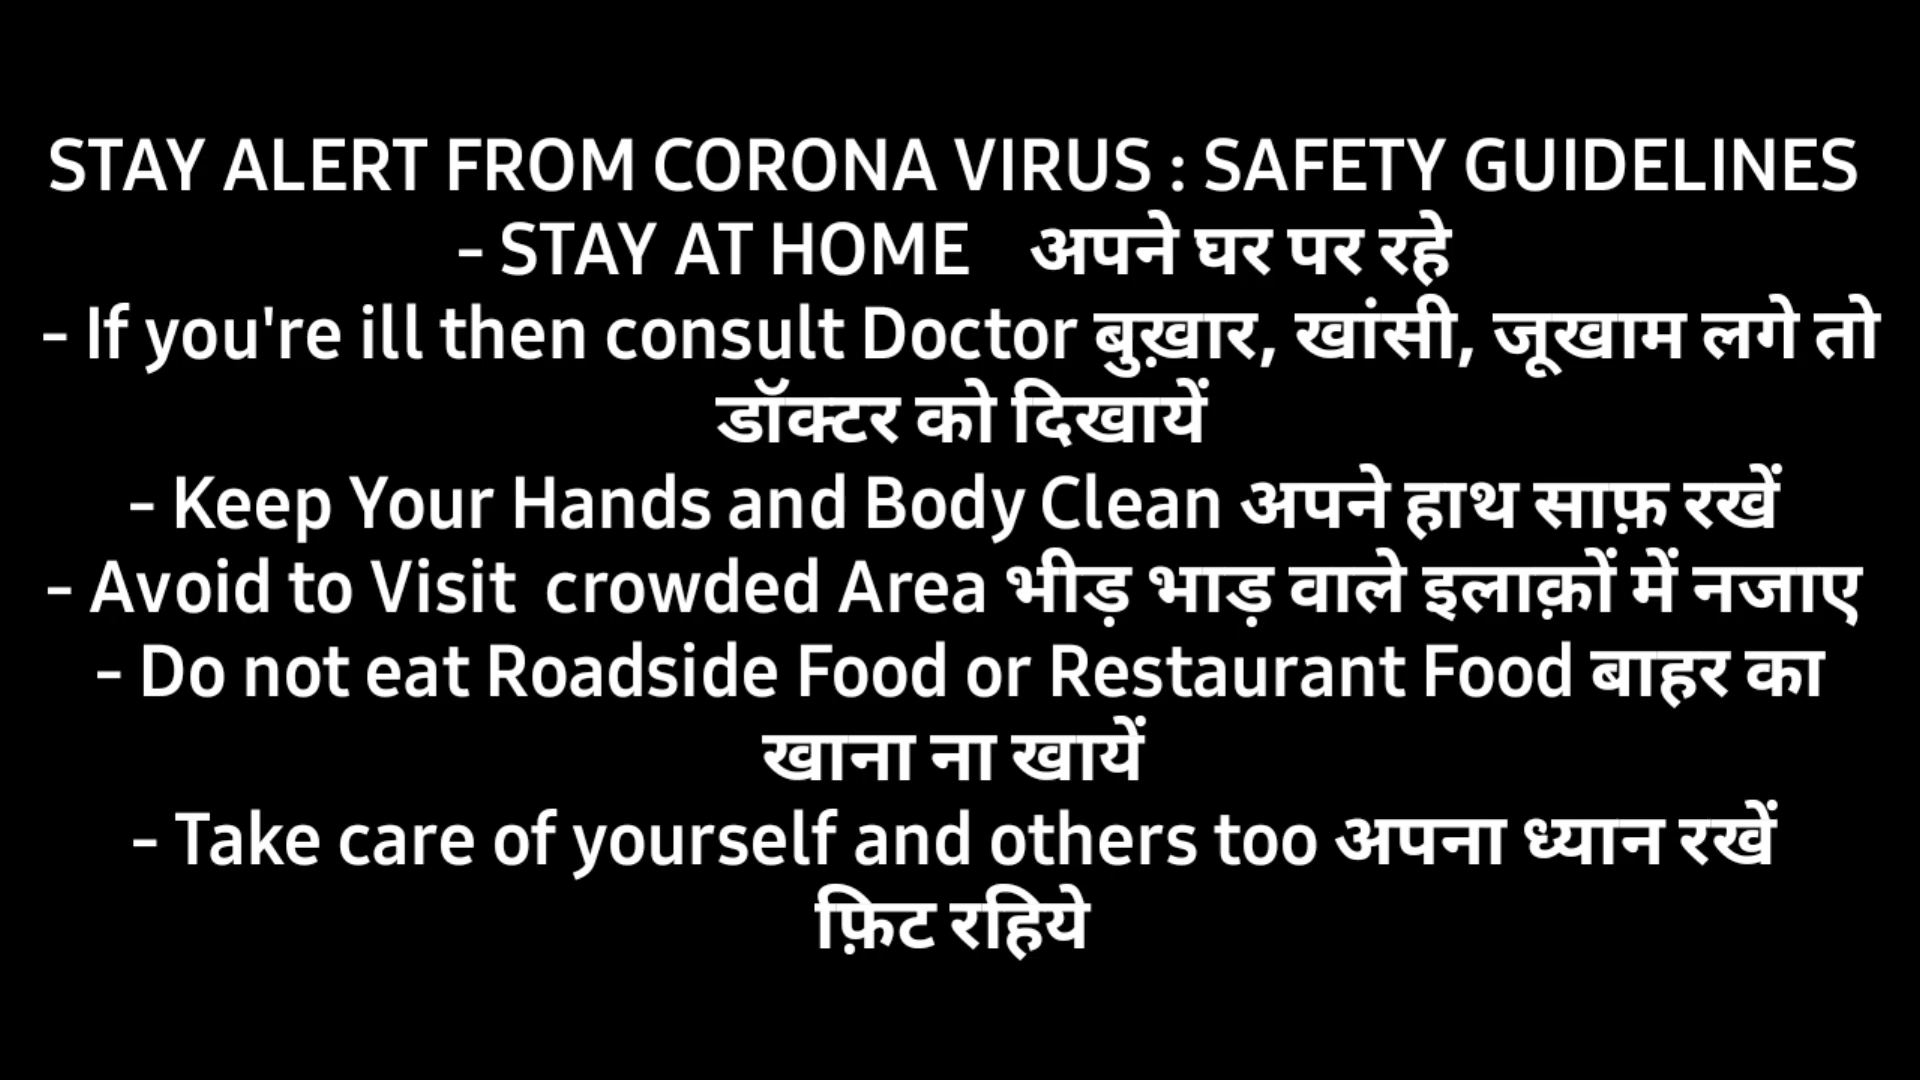 STAY ALERT FROM CORONA VIRUS : SAFETY GUIDELINES
- STAY AT HOME अपने घर पर रहे
- If you're ill then consult Doctor बुख़ार, खांसी, जूखाम लगे तो
डॉक्टर को दिखायें
- Keep Your Hands and Body Clean अपने हाथ साफ़ रखें
- Avoid to Visit crowded Area भीड़ भाड़ वाले इलाक़ों में नजाए
- Do not eat Roadside Food or Restaurant Food बाहर का
खाना ना खायें
- Take care of yourself and others too अपना ध्यान रखें
फ़िट रहिये